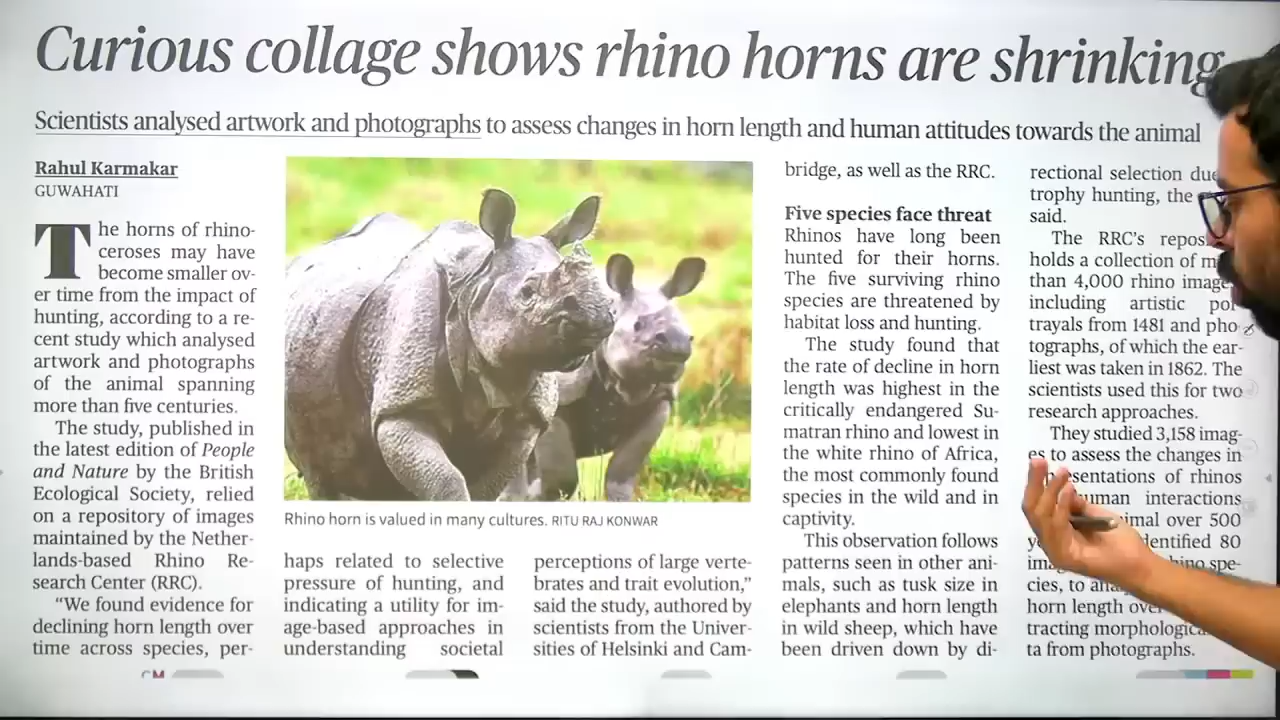 Curious collage shows rhino horns are shrinking
Scientists analysed artwork and photographs to assess changes in horn length and human attitudes towards the animal
Rahul Karmakar
GUWAHATI
The horns of rhino-
ceroses may have
become smaller ov-
er time from the impact of
hunting, according to a re-
cent study which analysed
artwork and photographs
of the animal spanning
more than five centuries.
The study, published in
the latest edition of People
and Nature by the British
Ecological Society, relied
on a repository of images
maintained by the Nether-
lands-based Rhino Re-
search Center (RRC).
“We found evidence for
declining horn length over
time across species, per-
Rhino horn is valued in many cultures. RITU RAJ KONWAR
haps related to selective
pressure of hunting, and
indicating a utility for im-
age-based approaches in
understanding societal
perceptions of large verte-
brates and trait evolution,”
said the study, authored by
scientists from the Univer-
sities of Helsinki and Cam-
bridge, as well as the RRC.
Five species face threat
Rhinos have long been
hunted for their horns.
The five surviving rhino
species are threatened by
habitat loss and hunting.
The study found that
the rate of decline in horn
length was highest in the
critically endangered Su-
matran rhino and lowest in
the white rhino of Africa,
the most commonly found
species in the wild and in
captivity.
This observation follows
patterns seen in other ani-
mals, such as tusk size in
elephants and horn length
in wild sheep, which have
been driven down by di-
rectional selection due
trophy hunting, the
said.
The RRC’s
holds a collection of
than 4,000 rhino
including artistic por
trayals from 1481 and pho
tographs, of which the ear-
liest was taken in 1862. The
scientists used this for two
research approaches.
They studied 3,158 imag-
es to assess the changes in
of rhinos
human interactions
over 500
80
spe-
cies, to
horn length
tracting
ta from photographs.
CM